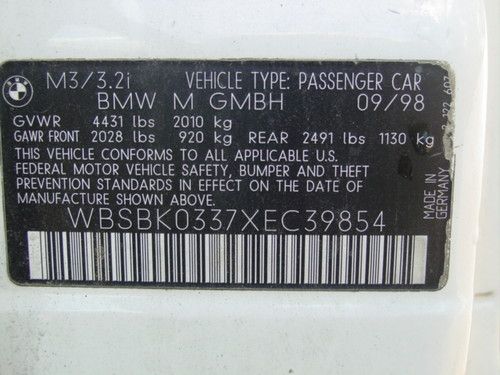 BMW M3/3.2i VEHICLE TYPE: PASSENGER CAR
BMW M GMBH 09/98
GVWR 4431 lbs 2010 kg
GAWR FRONT 2028 lbs 920 kg REAR 2491 lbs 1130 kg
THIS VEHICLE CONFORMS TO ALL APPLICABLE U.S.
FEDERAL MOTOR VEHICLE SAFETY, BUMPER AND THEFT
PREVENTION STANDARDS IN EFFECT ON THE DATE OF
MANUFACTURE SHOWN ABOVE.
WBSBK0337XEC39854
MADE IN
GERMANY